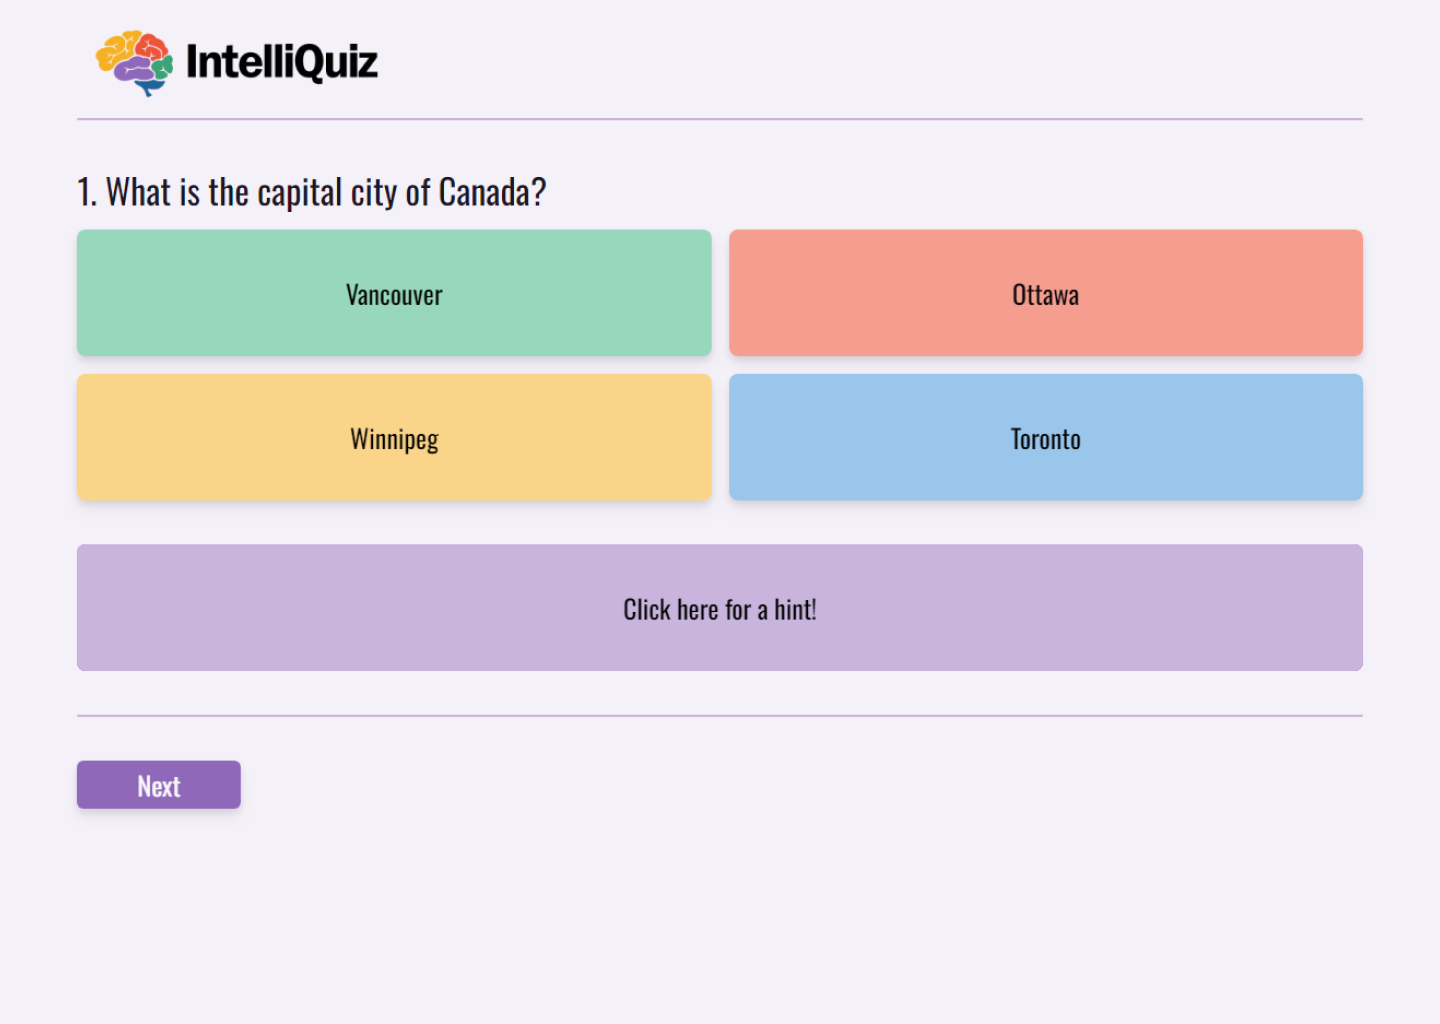 IntelliQuiz
1. What is the capital city of Canada?
Vancouver
Ottawa
Winnipeg
Toronto
Click here for a hint!
Next